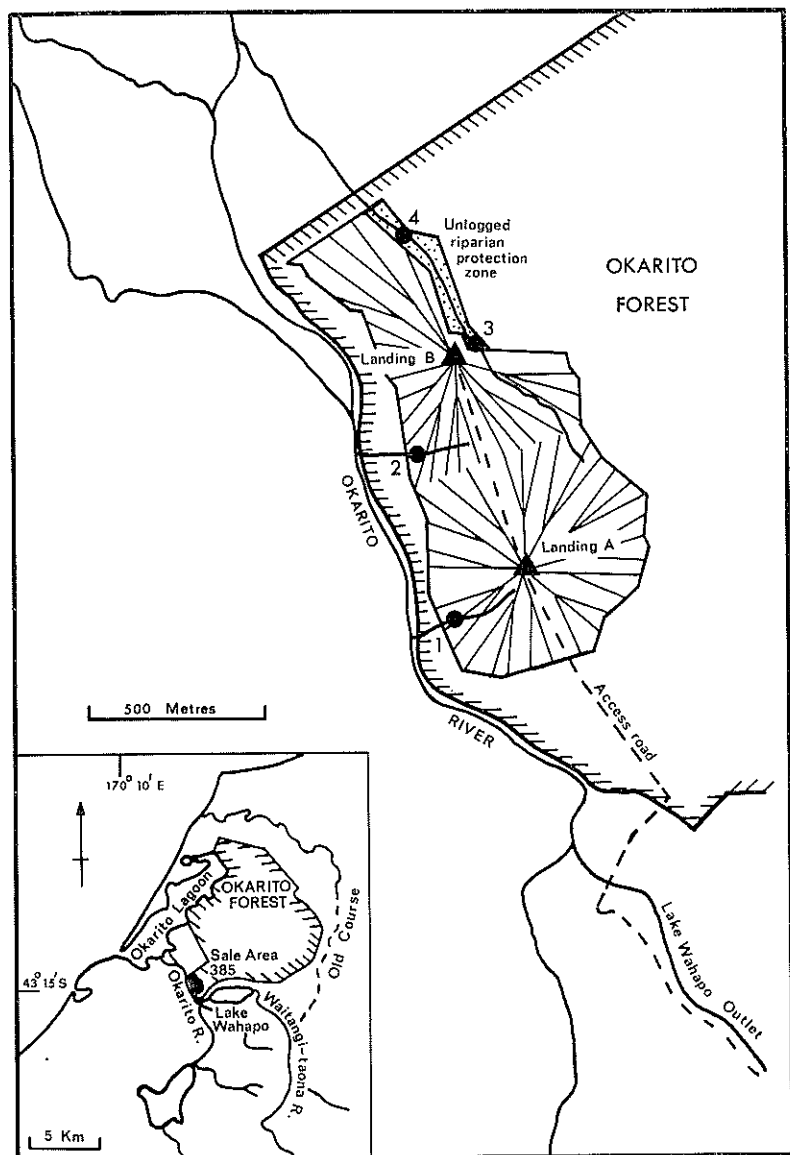 4
Unlogged
riparian
protection
zone
OKARITO
FOREST
3
Landing B
2
OKARITO
Landing A
1
500 Metres
RIVER
Access road
170° 10' E
OKARITO
FOREST
Okarito Lagoon
Old Course
Sale Area
385
43° 15' S
Okarito R.
Lake
Wahapo
Waitangi-taona R.
5 Km
Lake Wahapo Outlet